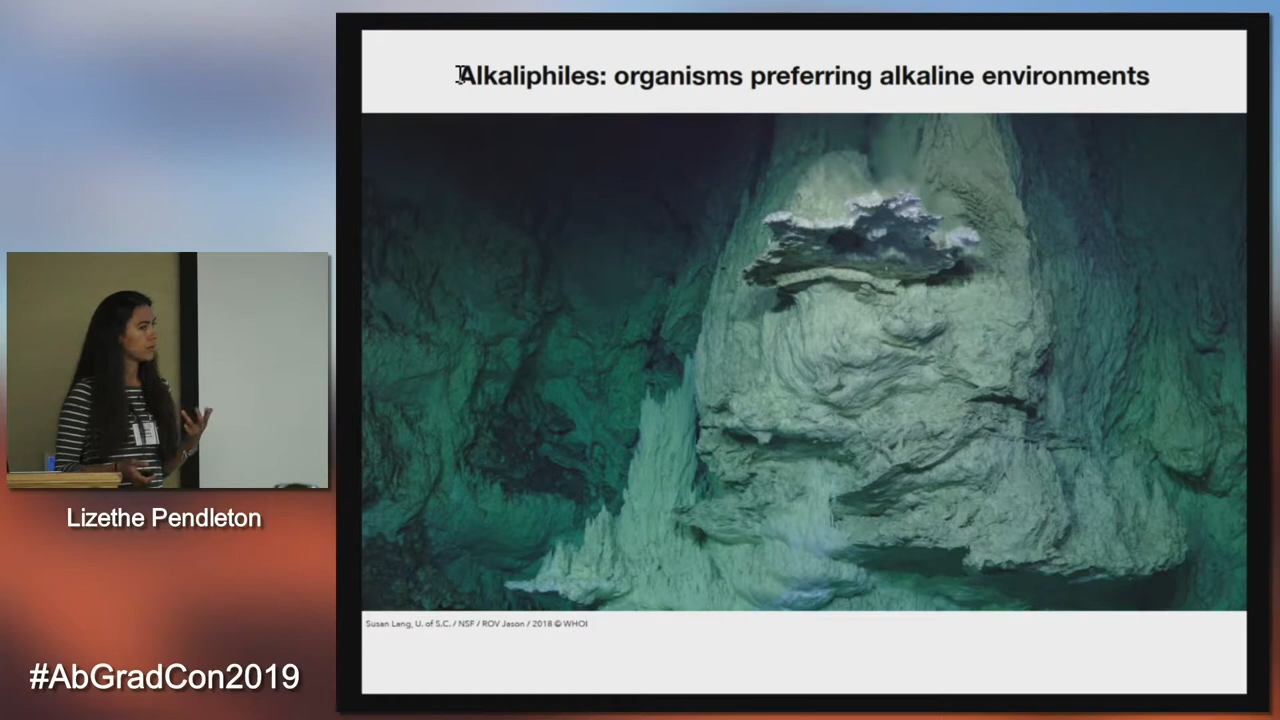 Alkaliphiles: organisms preferring alkaline environments
Susan Lang, U. of S.C. / NSF / ROV Jason / 2018 © WHOI
Lizethe Pendleton
#AbGradCon2019